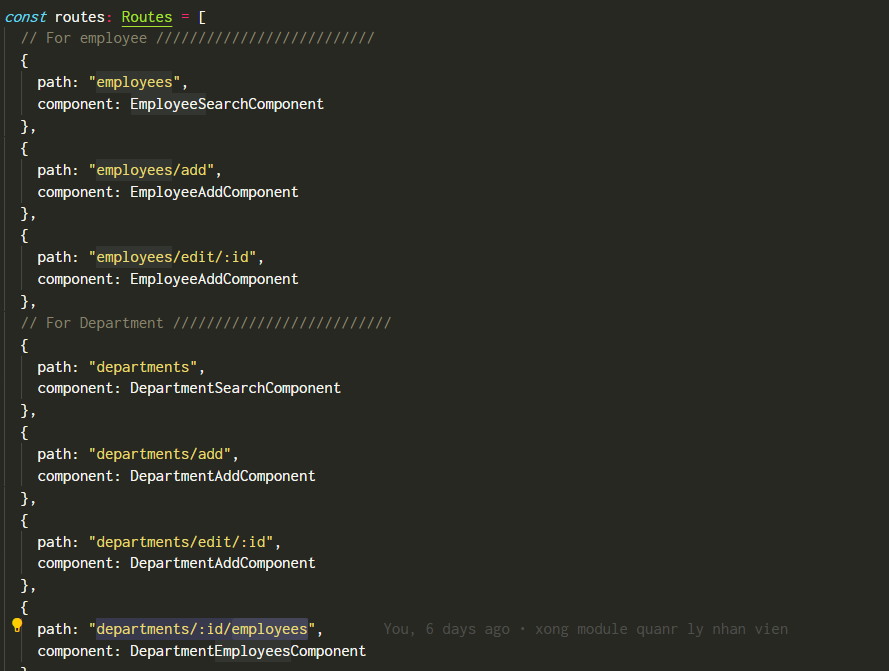 const routes: Routes = [
// For employee //////////////////////////
{
path: "employees",
component: EmployeeSearchComponent
},
{
path: "employees/add",
component: EmployeeAddComponent
},
{
path: "employees/edit/:id",
component: EmployeeAddComponent
},
// For Department //////////////////////////
{
path: "departments",
component: DepartmentSearchComponent
},
{
path: "departments/add",
component: DepartmentAddComponent
},
{
path: "departments/edit/:id",
component: DepartmentAddComponent
},
{
path: "departments/:id/employees", You, 6 days ago • xong module quanr ly nhan vien
component: DepartmentEmployeesComponent